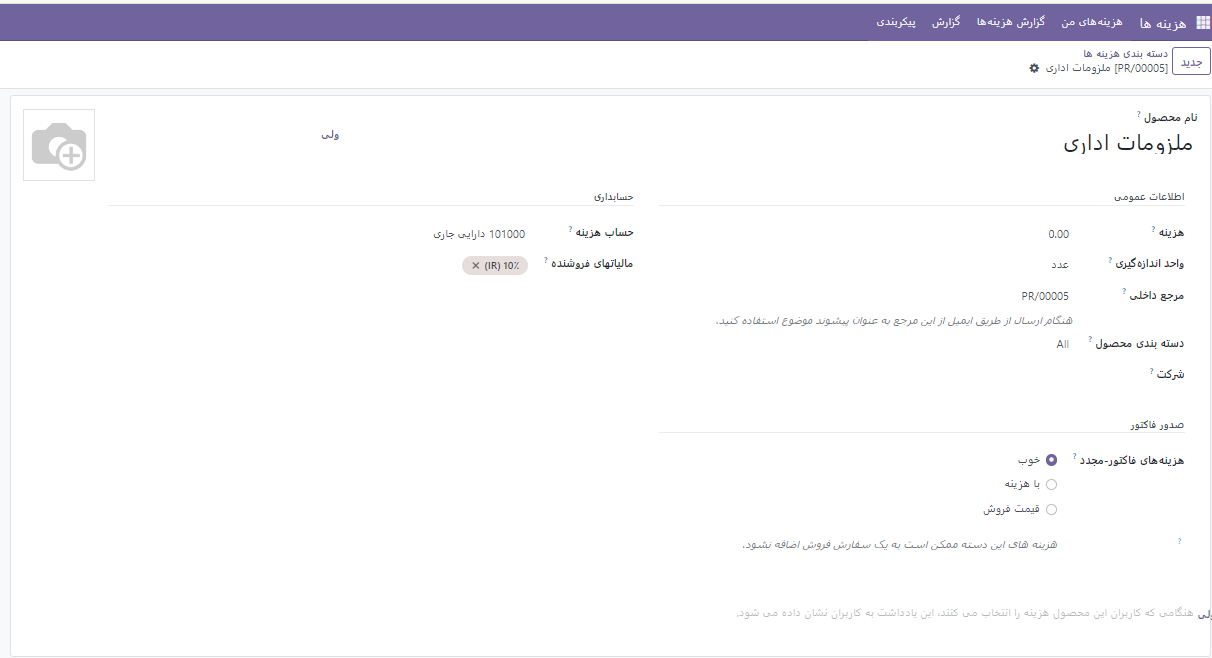 هزینه ها هزینه‌های من گزارش هزینه‌ها گزارش پیکربندی
جدید
دسته بندی هزینه ها
[PR/00005] ملزومات اداری
نام محصول ?
ملزومات اداری
ولی
اطلاعات عمومی
هزینه ? 0.00
واحد اندازه‌گیری ? عدد
مرجع داخلی ? PR/00005
هنگام ارسال از طریق ایمیل از این مرجع به عنوان پیشوند موضوع استفاده کنید.
دسته بندی محصول ? All
شرکت ?
حسابداری
حساب هزینه ? 101000 دارایی جاری
مالیاتهای فروشنده ? 10٪ (IR) ×
صدور فاکتور
هزینه‌های فاکتور-مجدد ? خوب
با هزینه
قیمت فروش
? هزینه های این دسته ممکن است به یک سفارش فروش اضافه نشود.
ولی هنگامی که کاربران این محصول هزینه را انتخاب می کنند، این یادداشت به کاربران نشان داده می شود.